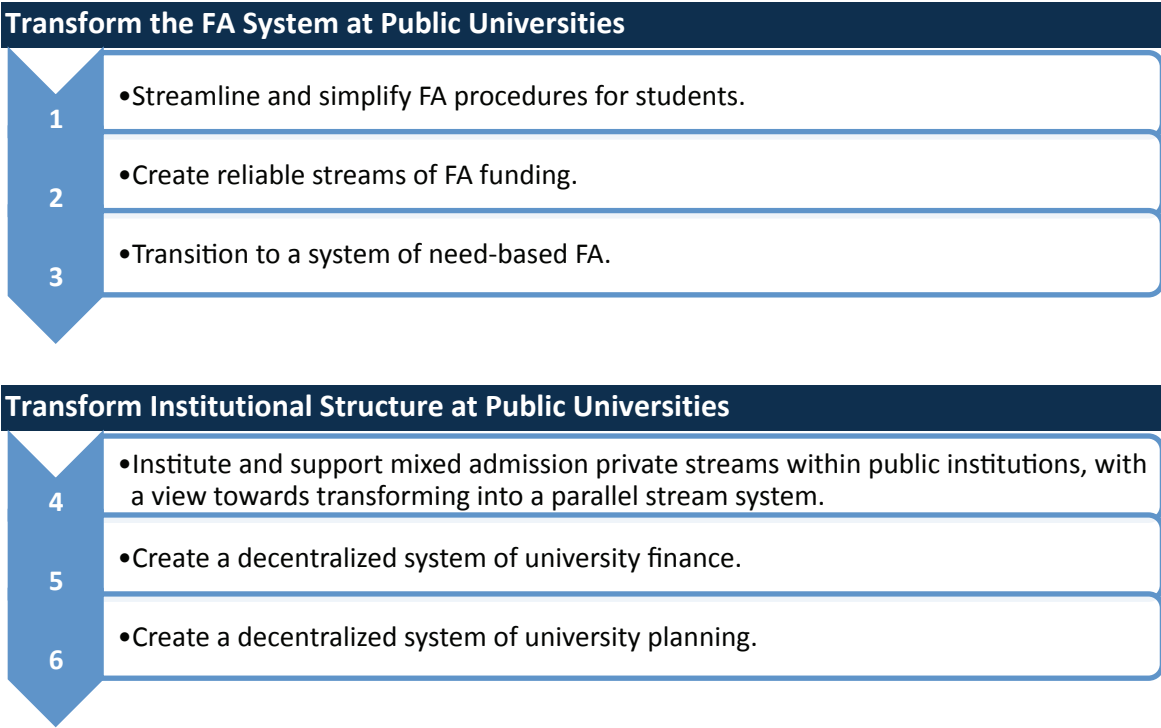 Transform the FA System at Public Universities
1
•Streamline and simplify FA procedures for students.
2
•Create reliable streams of FA funding.
3
•Transition to a system of need-based FA.
Transform Institutional Structure at Public Universities
4
•Institute and support mixed admission private streams within public institutions, with
a view towards transforming into a parallel stream system.
5
•Create a decentralized system of university finance.
6
•Create a decentralized system of university planning.